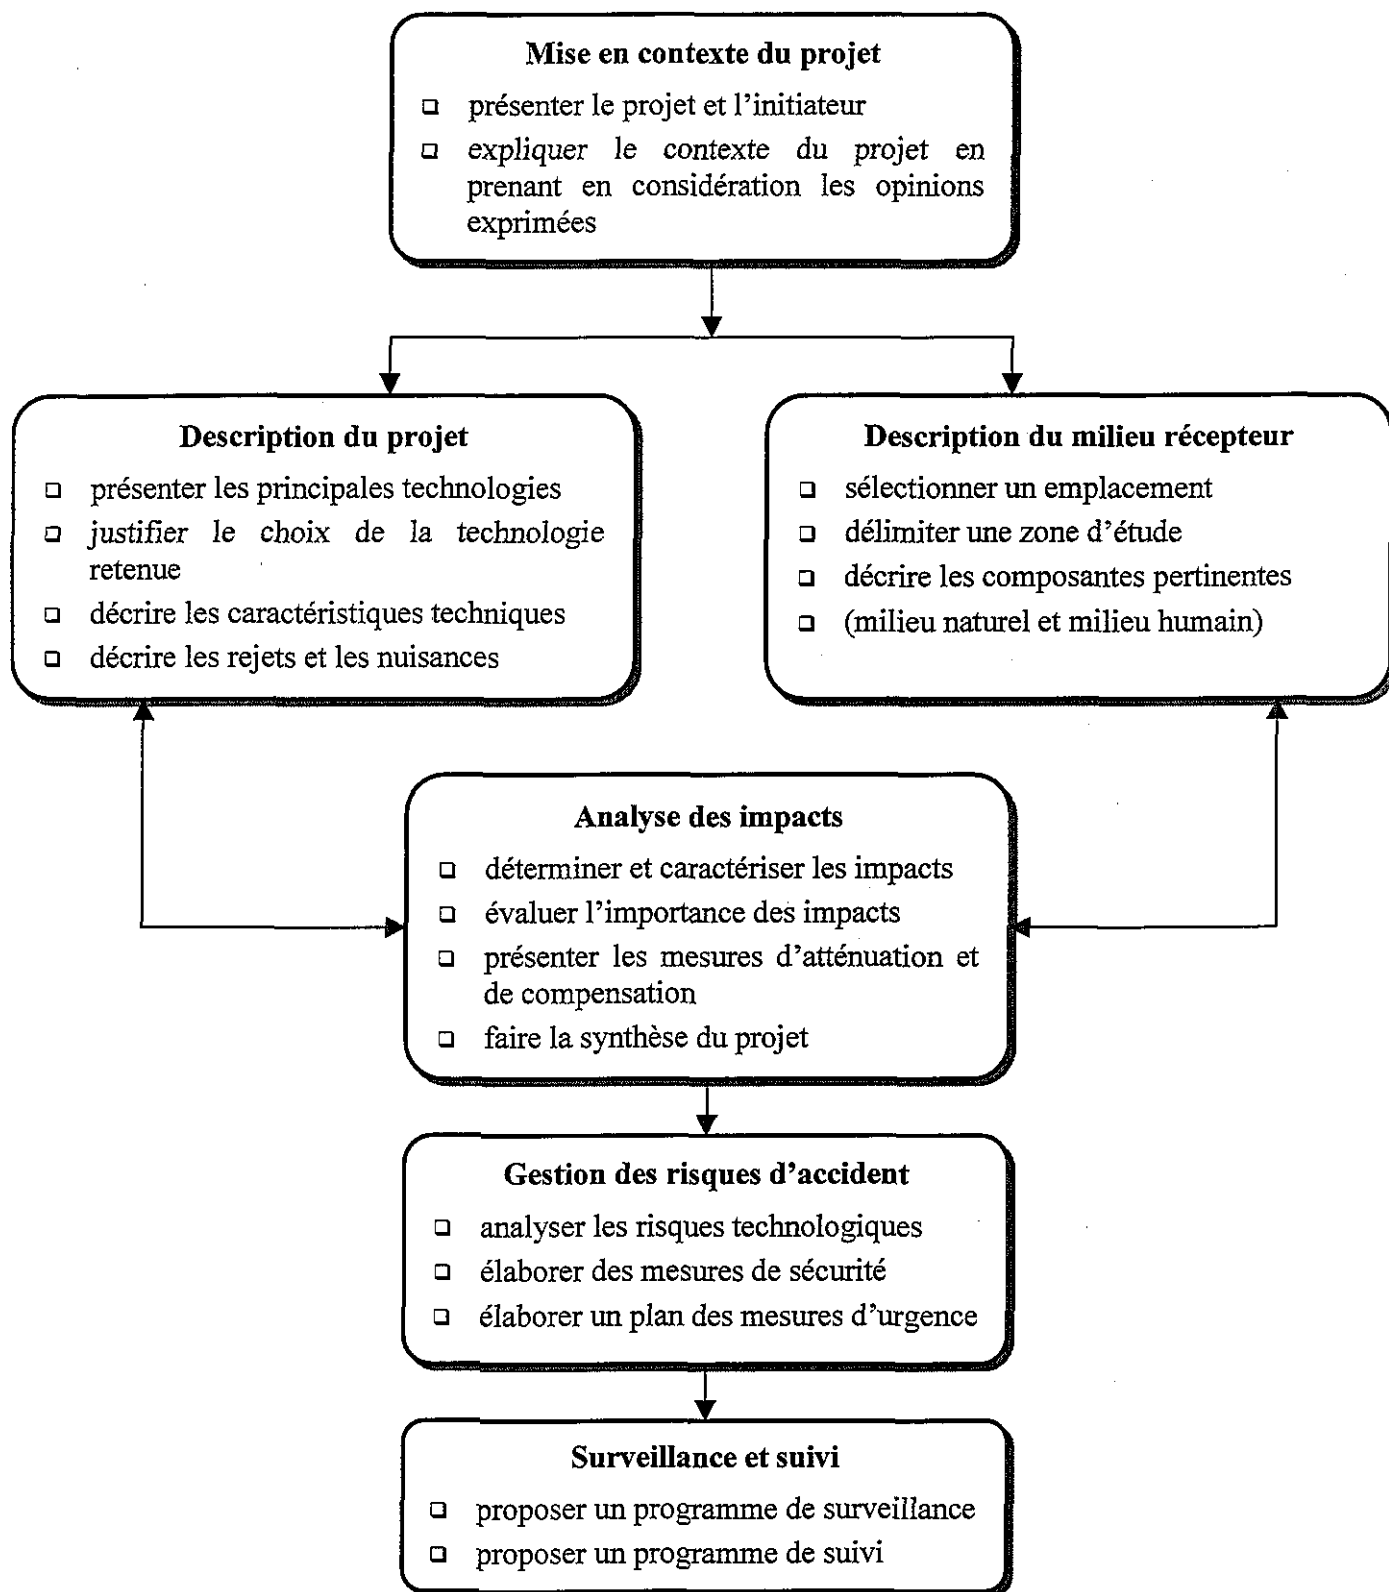 Mise en contexte du projet
❑ présenter le projet et l'initiateur
❑ expliquer le contexte du projet en
prenant en considération les opinions
exprimées
Description du projet
❑ présenter les principales technologies
❑ justifier le choix de la technologie
retenue
❑ décrire les caractéristiques techniques
❑ décrire les rejets et les nuisances
Description du milieu récepteur
❑ sélectionner un emplacement
❑ délimiter une zone d'étude
❑ décrire les composantes pertinentes
❑ (milieu naturel et milieu humain)
Analyse des impacts
❑ déterminer et caractériser les impacts
❑ évaluer l'importance des impacts
❑ présenter les mesures d'atténuation et
de compensation
❑ faire la synthèse du projet
Gestion des risques d'accident
❑ analyser les risques technologiques
❑ élaborer des mesures de sécurité
❑ élaborer un plan des mesures d'urgence
Surveillance et suivi
❑ proposer un programme de surveillance
❑ proposer un programme de suivi